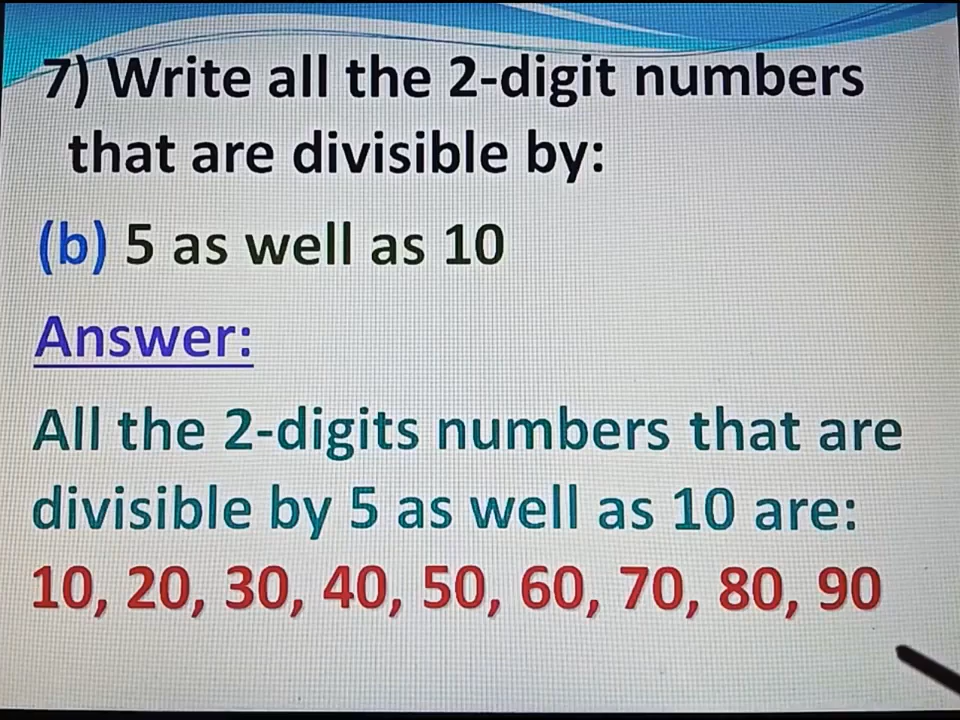 7) Write all the 2-digit numbers
that are divisible by:
(b) 5 as well as 10
Answer:
All the 2-digits numbers that are
divisible by 5 as well as 10 are:
10, 20, 30, 40, 50, 60, 70, 80, 90